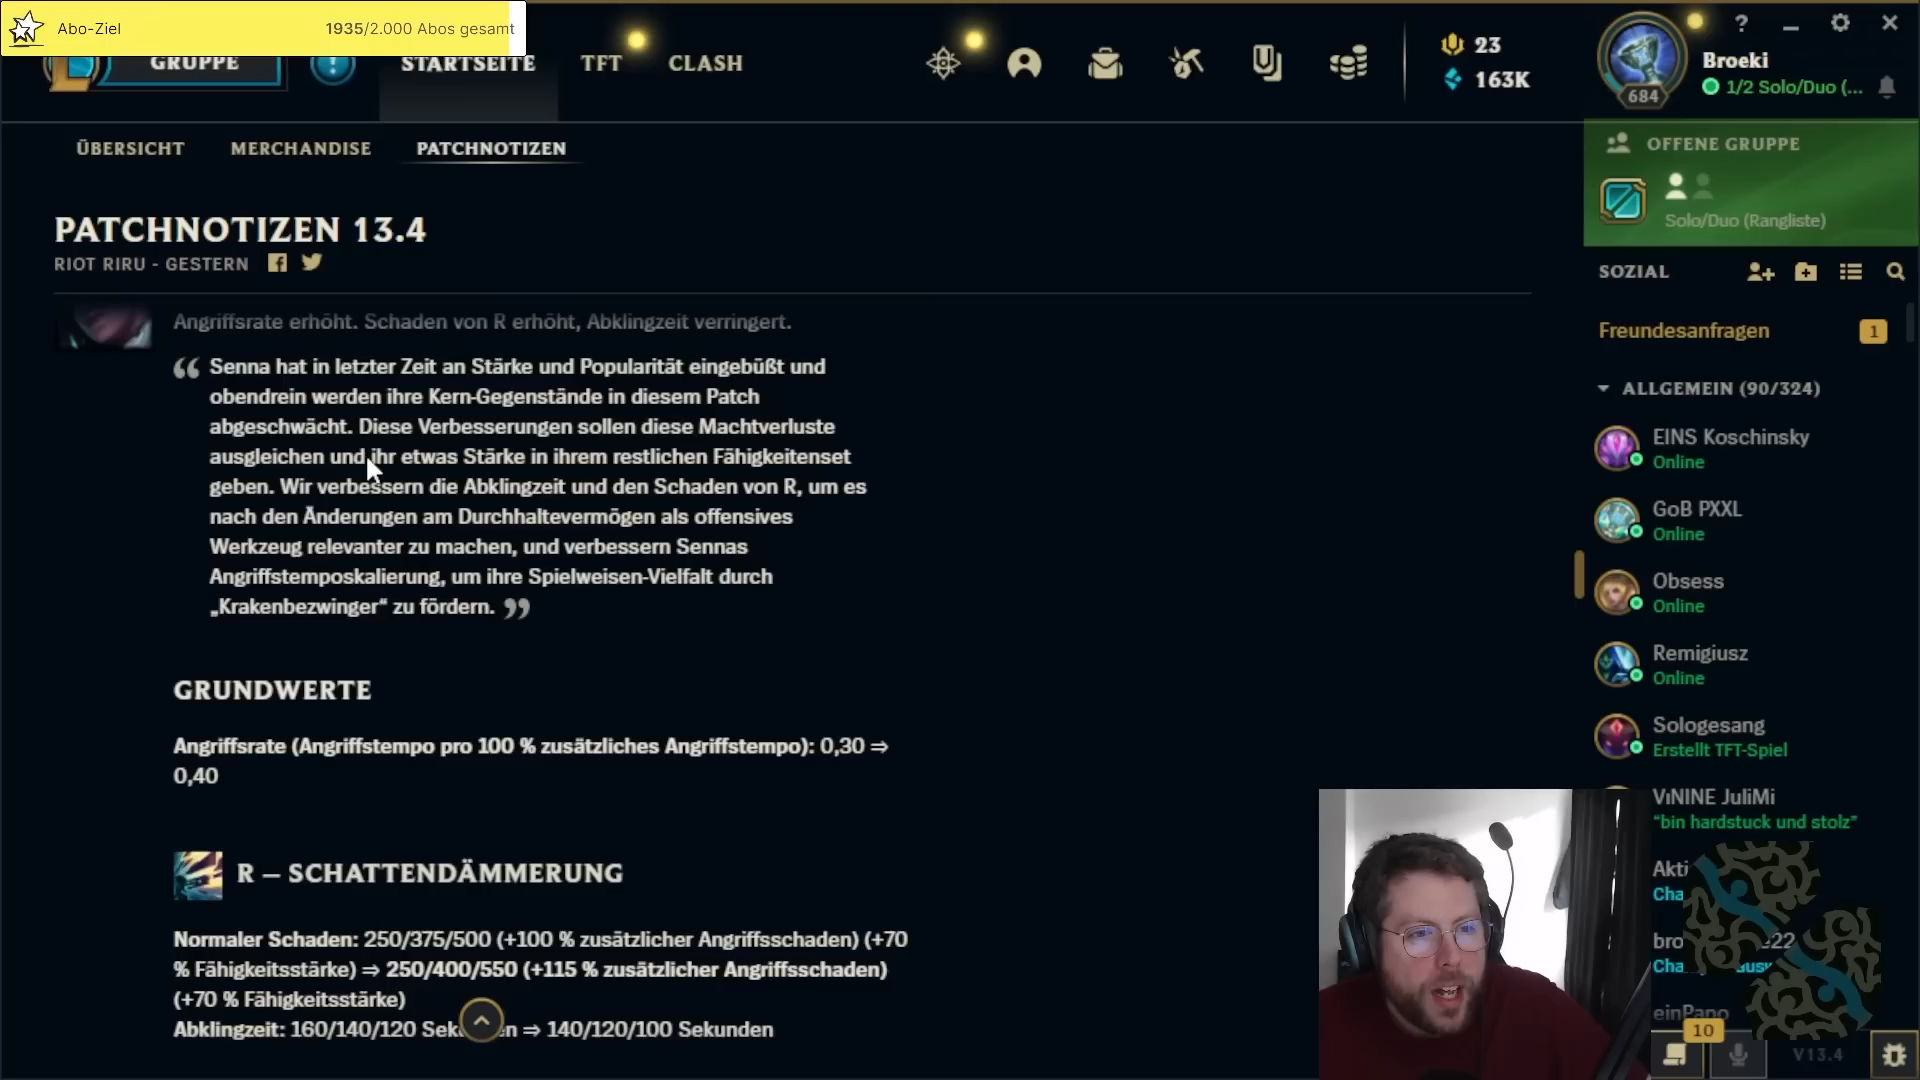 Abo-Ziel 1935/2.000 Abos gesamt
GRUPPE
STARTSEITE
TFT
CLASH
23
163K
684
Broeki
1/2 Solo/Duo (...
ÜBERSICHT
MERCHANDISE
PATCHNOTIZEN
PATCHNOTIZEN 13.4
RIOT RIRU - GESTERN
Angriffsrate erhöht. Schaden von R erhöht, Abklingzeit verringert.
Senna hat in letzter Zeit an Stärke und Popularität eingebüßt und
obendrein werden ihre Kern-Gegenstände in diesem Patch
abgeschwächt. Diese Verbesserungen sollen diese Machtverluste
ausgleichen und ihr etwas Stärke in ihrem restlichen Fähigkeitenset
geben. Wir verbessern die Abklingzeit und den Schaden von R, um es
nach den Änderungen am Durchhaltevermögen als offensives
Werkzeug relevanter zu machen, und verbessern Sennas
Angriffstemposkalierung, um ihre Spielweisen-Vielfalt durch
„Krakenbezwinger“ zu fördern.
GRUNDWERTE
Angriffsrate (Angriffstempo pro 100 % zusätzliches Angriffstempo): 0,30 ⇒
0,40
R – SCHATTENDÄMMERUNG
Normaler Schaden: 250/375/500 (+100 % zusätzlicher Angriffsschaden) (+70
% Fähigkeitsstärke) ⇒ 250/400/550 (+115 % zusätzlicher Angriffsschaden)
(+70 % Fähigkeitsstärke)
Abklingzeit: 160/140/120 ⇒ 140/120/100 Sekunden
OFFENE GRUPPE
Solo/Duo (Rangliste)
SOZIAL
Freundesanfragen 1
ALLGEMEIN (90/324)
EINS Koschinsky
Online
GoB PXXL
Online
Obsess
Online
Remigiusz
Online
Sologesang
Erstellt TFT-Spiel
VıNINE JuliMi
“bin hardstuck und stolz”
einPapo
10
V13.4